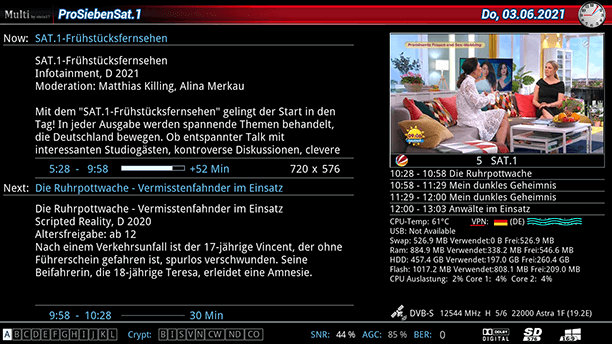 Multi ProSiebenSat.1 Do, 03.06.2021
Now: SAT.1-Frühstücksfernsehen
SAT.1-Frühstücksfernsehen
Infotainment, D 2021
Moderation: Matthias Killing, Alina Merkau
Mit dem "SAT.1-Frühstücksfernsehen" gelingt der Start in den
Tag! In jeder Ausgabe werden spannende Themen behandelt,
die Deutschland bewegen. Ob entspannter Talk mit
interessanten Studiogästen, kontroverse Diskussionen, clevere
5:28 - 9:58 +52 Min 720 x 576
Next: Die Ruhrpottwache - Vermisstenfahnder im Einsatz
Die Ruhrpottwache - Vermisstenfahnder im Einsatz
Scripted Reality, D 2020
Altersfreigabe: ab 12
Nach einem Verkehrsunfall ist der 17-jährige Vincent, der ohne
Führerschein gefahren ist, spurlos verschwunden. Seine
Beifahrerin, die 18-jährige Teresa, erleidet eine Amnesie.
9:58 - 10:28 30 Min
5 SAT.1
10:28 - 10:58 Die Ruhrpottwache
10:58 - 11:29 Mein dunkles Geheimnis
11:29 - 12:00 Mein dunkles Geheimnis
12:00 - 13:03 Anwälte im Einsatz
CPU-Temp: 61°C VPN: (DE)
USB: Not Available
Swap: 526.9 MB Verwendet:0 B Frei:526.9 MB
Ram: 884.9 MB Verwendet:338.2 MB Frei:546.6 MB
HDD: 457.4 GB Verwendet:197.0 GB Frei:260.4 GB
Flash: 1017.2 MB Verwendet:808.1 MB Frei:209.0 MB
CPU Auslastung: 2% Core 1: 4% Core 2: 4%
DVB-S 12544 MHz H 5/6 22000 Astra 1F (19.2E)
A B C D E F G H I J K L Crypt: B I S V N CW ND CO SNR: 44 % AGC: 85 % BER: 0 DOLBY DIGITAL SD 576 16:9